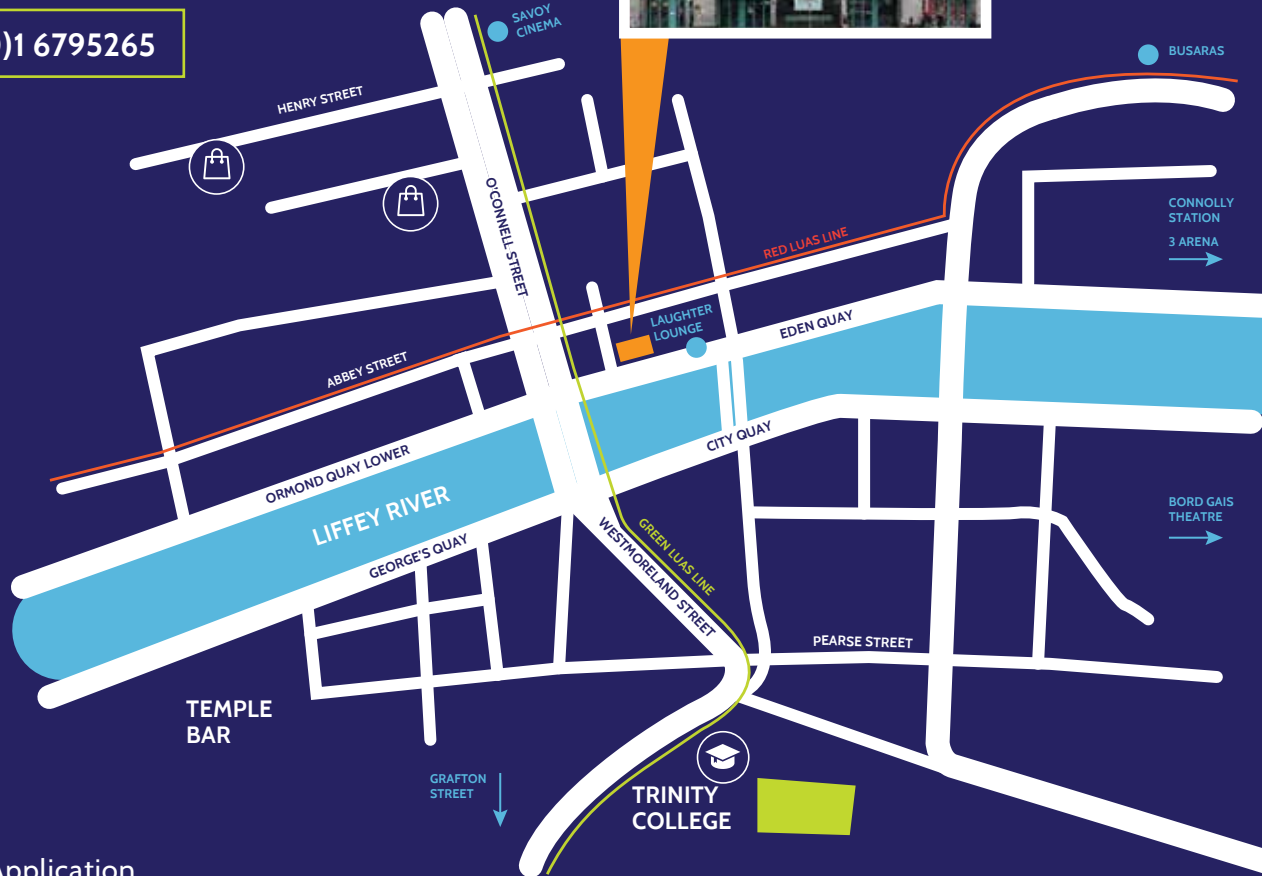 )1 6795265
SAVOY
CINEMA
BUSARAS
HENRY STREET
O'CONNELL STREET
CONNOLLY
STATION
3 ARENA
RED LUAS LINE
LAUGHTER
LOUNGE
EDEN QUAY
ABBEY STREET
CITY QUAY
ORMOND QUAY LOWER
LIFFEY RIVER
BORD GAIS
THEATRE
GEORGE'S QUAY
GREEN LUAS LINE
WESTMORELAND STREET
PEARSE STREET
TEMPLE
BAR
GRAFTON
STREET
TRINITY
COLLEGE
Application